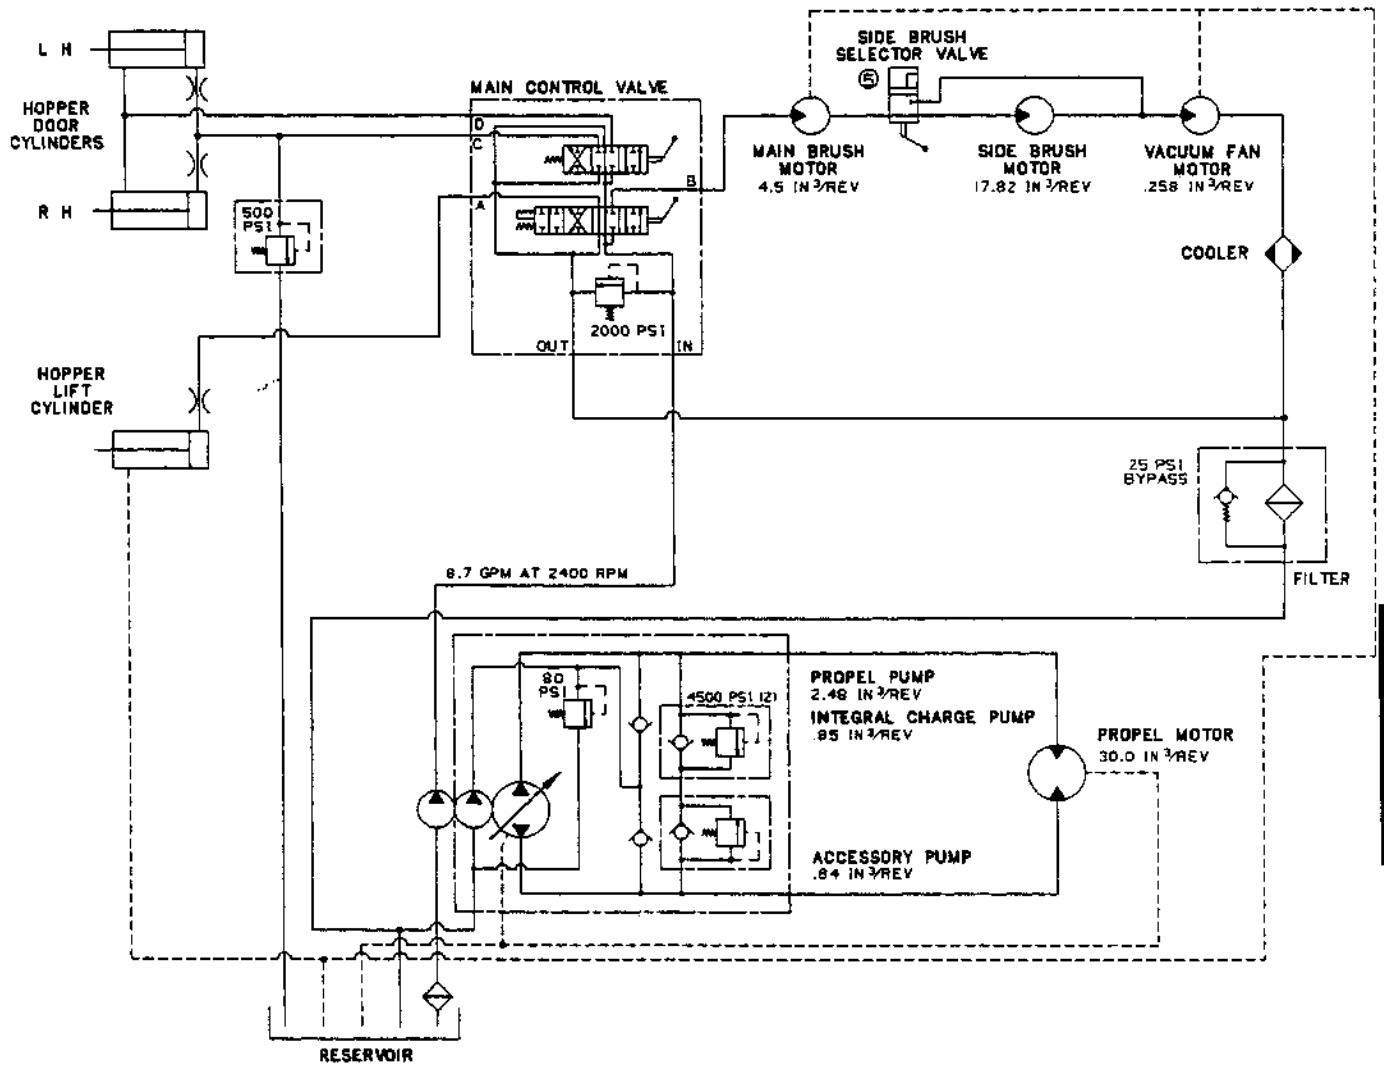 L H
HOPPER
DOOR
CYLINDERS
R H
500
PSI
MAIN CONTROL VALVE
D
C
B
A
2000 PSI
OUT
IN
SIDE BRUSH
SELECTOR VALVE
5
MAIN BRUSH
MOTOR
4.5 IN³/REV
SIDE BRUSH
MOTOR
17.82 IN³/REV
VACUUM FAN
MOTOR
.258 IN³/REV
COOLER
HOPPER
LIFT
CYLINDER
25 PSI
BYPASS
FILTER
8.7 GPM AT 2400 RPM
80
PSI
4500 PSI (2)
PROPEL PUMP
2.48 IN³/REV
INTEGRAL CHARGE PUMP
.85 IN³/REV
PROPEL MOTOR
30.0 IN³/REV
ACCESSORY PUMP
.84 IN³/REV
RESERVOIR